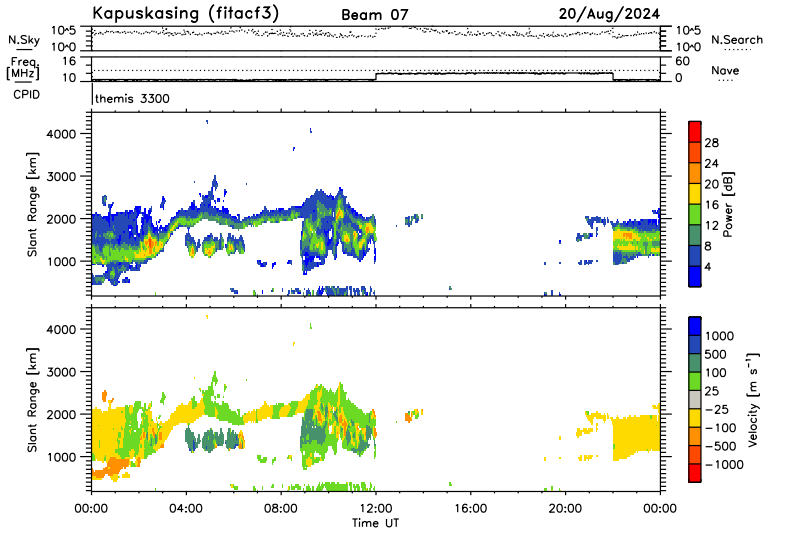 Kapuskasing (fitacf3) Beam 07 20/Aug/2024
N.Sky 10^5 10^0 10^5 10^0 N.Search
Freq. [MHz] 16 10 60 0 Nave
CPID themis 3300
Slant Range [km] 4000 3000 2000 1000
Power [dB] 28 24 20 16 12 8 4
Slant Range [km] 4000 3000 2000 1000
Velocity [m s⁻¹] 1000 500 100 25 −25 −100 −500 −1000
00:00 04:00 08:00 12:00 16:00 20:00 00:00
Time UT